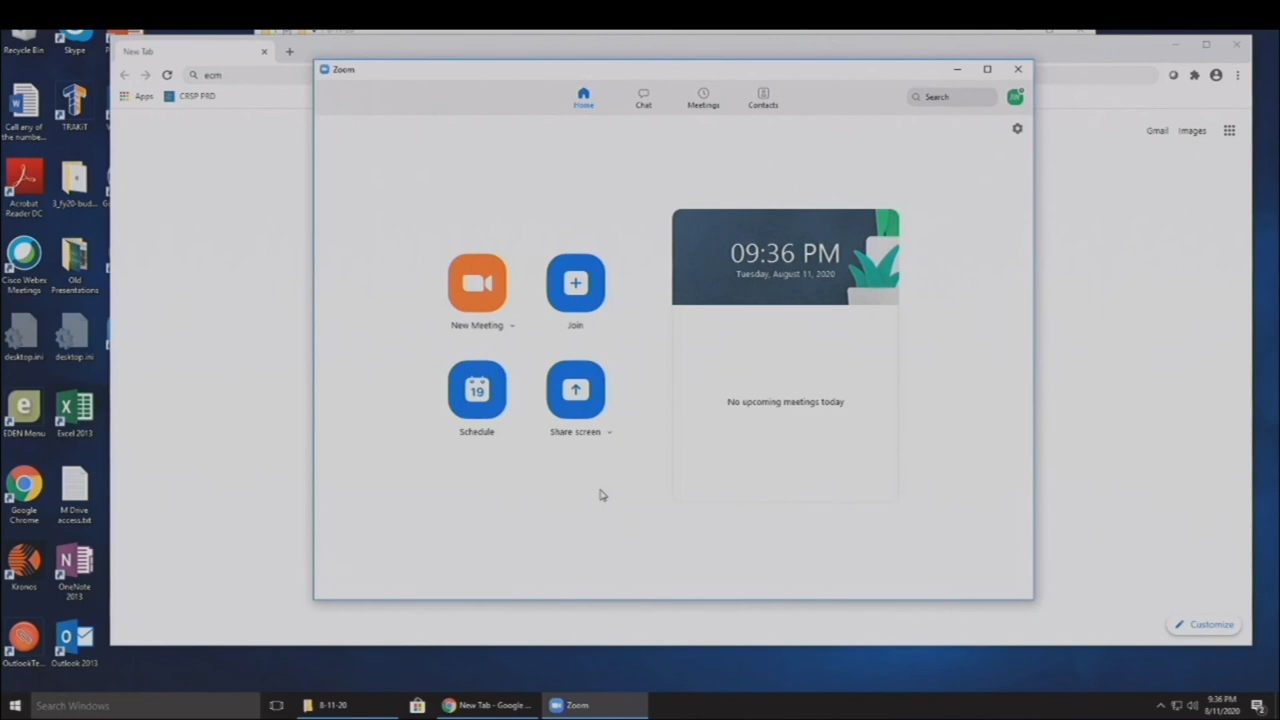 Recycle Bin
Skype
New Tab
ecm
Apps
CRSP PRD
Gmail
Images
Zoom
Home
Chat
Meetings
Contacts
Search
09:36 PM
Tuesday, August 11, 2020
No upcoming meetings today
New Meeting
Join
19
Schedule
Share screen
Call any
of the numbe...
TRAKiT
Acrobat
Reader DC
3_fy20-bud...
Cisco Webex
Meetings
Old
Presentations
desktop.ini
desktop.ini
EDEN Menu
Excel 2013
Google
Chrome
M Drive
access.txt
Kronos
OneNote
2013
OutlookTe...
Outlook 2013
Customize
Search Windows
8-11-20
New Tab - Google ...
Zoom
9:36 PM
8/11/2020
2